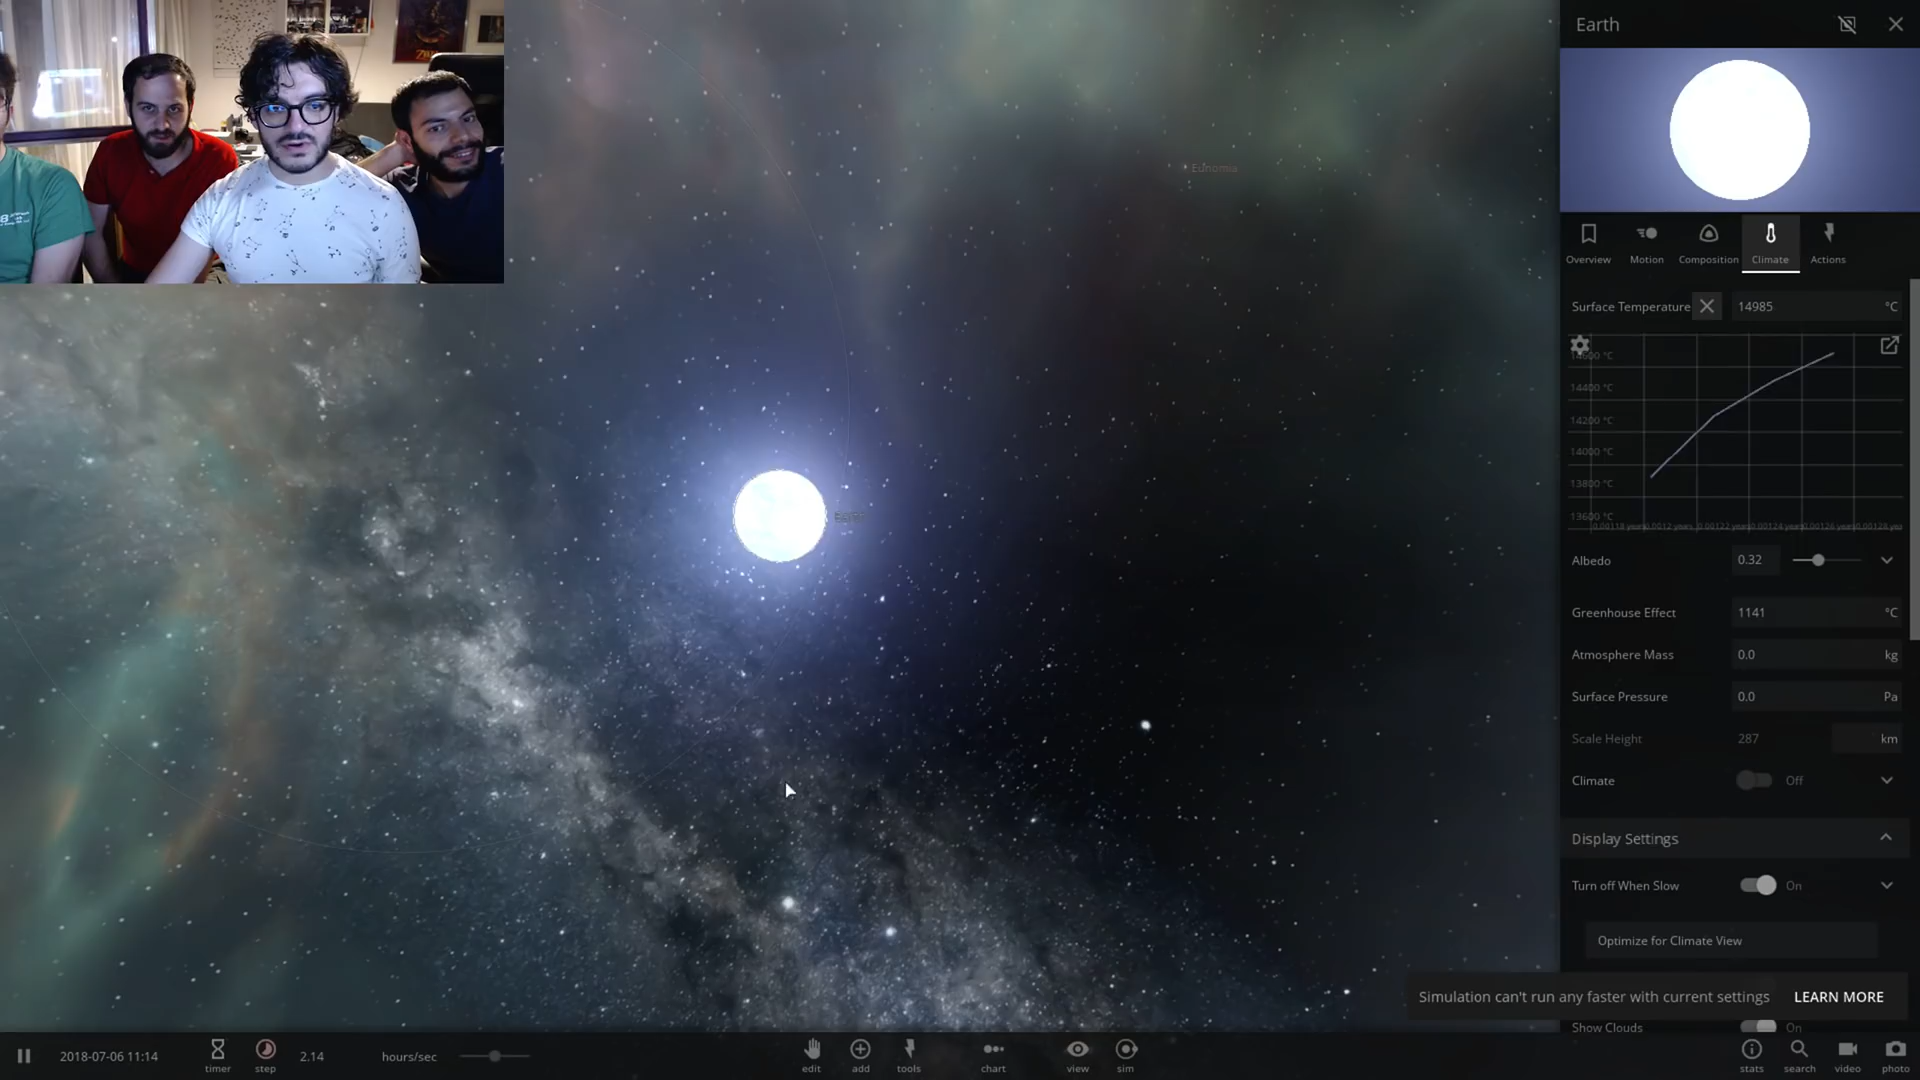 Earth
Overview
Motion
Composition
Climate
Actions
Surface Temperature
14985
°C
14600 °C
14400 °C
14200 °C
14000 °C
13800 °C
13600 °C
Albedo
0.32
Greenhouse Effect
1141
°C
Atmosphere Mass
0.0
kg
Surface Pressure
0.0
Pa
Scale Height
287
km
Climate
Off
Display Settings
Turn off When Slow
On
Optimize for Climate View
Simulation can't run any faster with current settings
LEARN MORE
Show Clouds
On
Eunomia
Earth
2018-07-06 11:14
timer
step
2.14
hours/sec
edit
add
tools
chart
view
sim
stats
search
video
photo